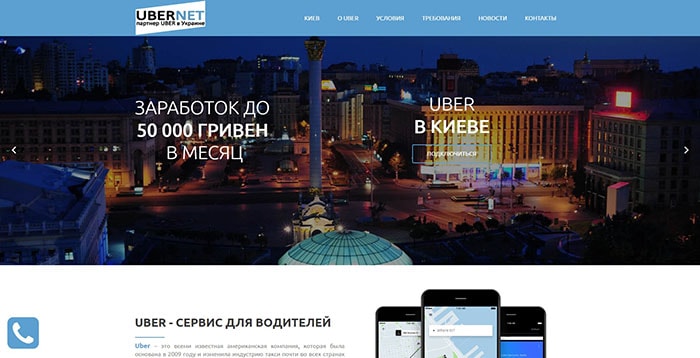 UBERNET
партнер UBER в Украине
КИЕВ О UBER УСЛОВИЯ ТРЕБОВАНИЯ НОВОСТИ КОНТАКТЫ
ЗАРАБОТОК ДО
50 000 ГРИВЕН
В МЕСЯЦ
UBER
В КИЕВЕ
ПОДКЛЮЧИТЬСЯ
UBER - СЕРВИС ДЛЯ ВОДИТЕЛЕЙ
Uber - это всеми известная американская компания, которая была
основана в 2009 году и изменила индустрию такси почти во всех странах